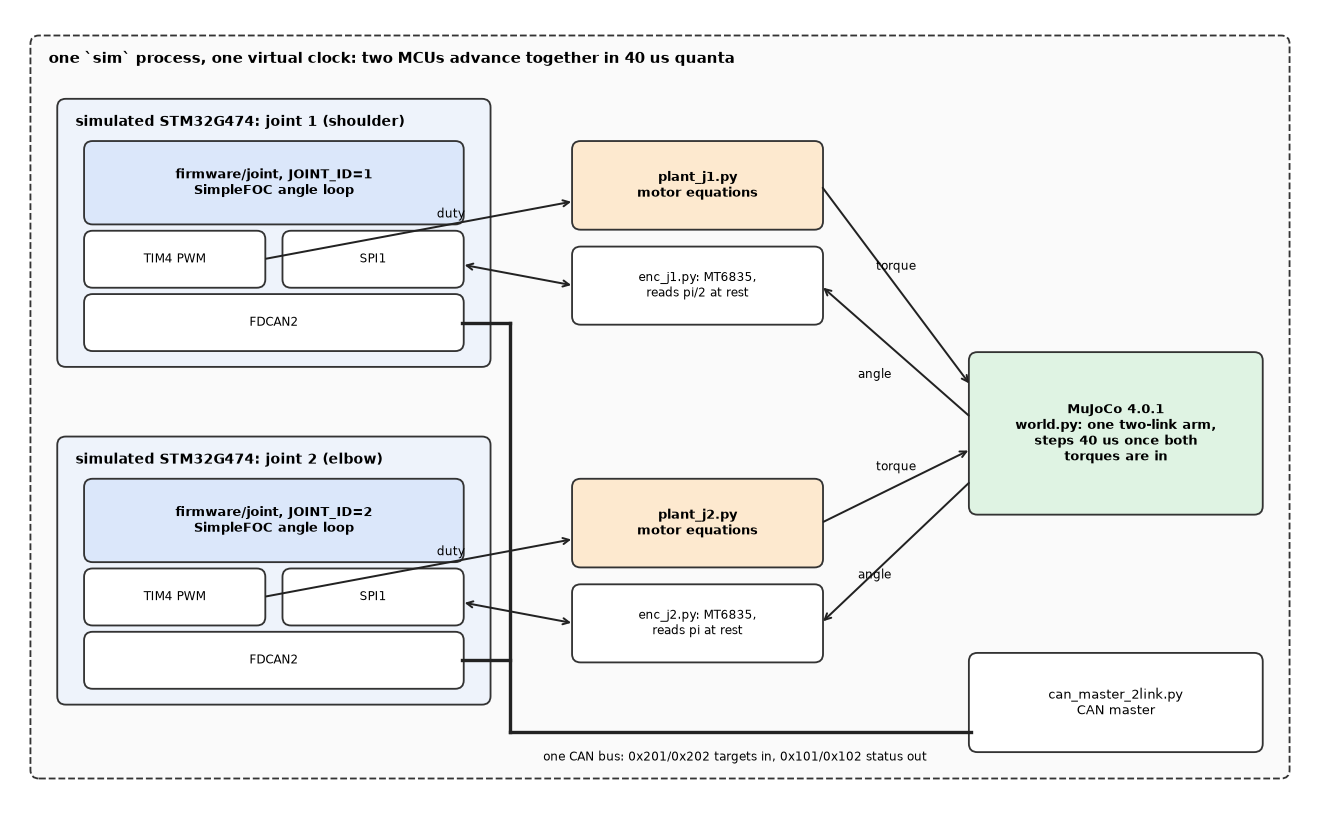 one `sim` process, one virtual clock: two MCUs advance together in 40 us quanta
simulated STM32G474: joint 1 (shoulder)
firmware/joint, JOINT_ID=1
SimpleFOC angle loop
duty
TIM4 PWM
SPI1
FDCAN2
plant_j1.py
motor equations
enc_j1.py: MT6835,
reads pi/2 at rest
torque
angle
MuJoCo 4.0.1
world.py: one two-link arm,
steps 40 us once both
torques are in
simulated STM32G474: joint 2 (elbow)
firmware/joint, JOINT_ID=2
SimpleFOC angle loop
duty
TIM4 PWM
SPI1
FDCAN2
plant_j2.py
motor equations
enc_j2.py: MT6835,
reads pi at rest
torque
angle
can_master_2link.py
CAN master
one CAN bus: 0x201/0x202 targets in, 0x101/0x102 status out